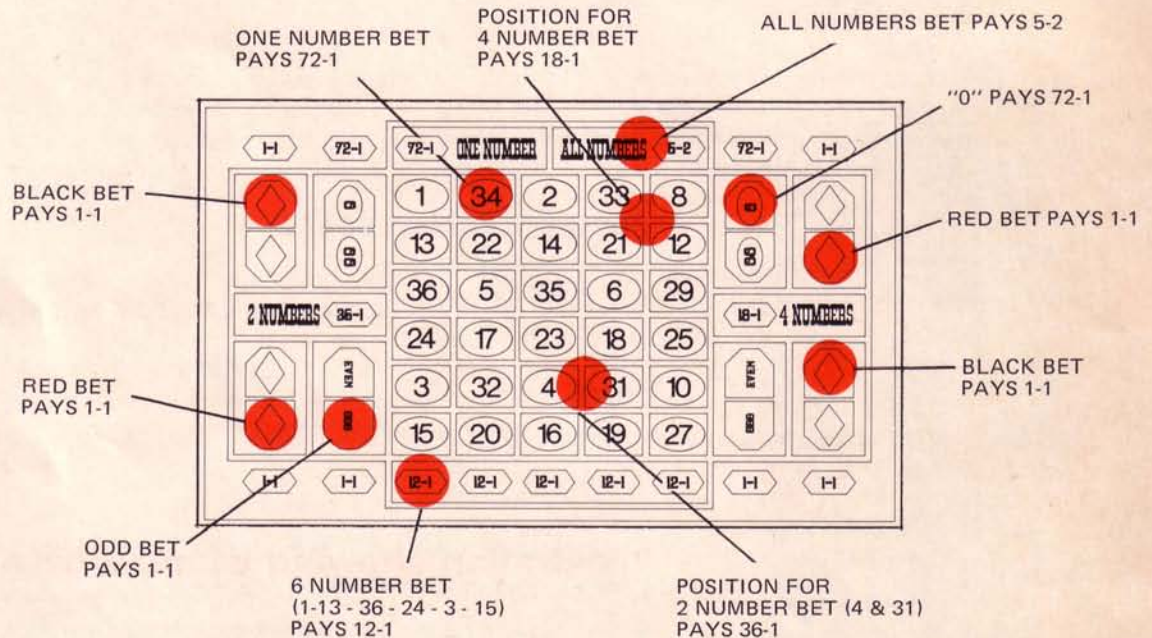 POSITION FOR
4 NUMBER BET
PAYS 18-1
ALL NUMBERS BET PAYS 5-2
ONE NUMBER BET
PAYS 72-1
"0" PAYS 72-1
1-1 72-1 72-1 ONE NUMBER ALL NUMBERS 5-2 72-1 1-1
BLACK BET
PAYS 1-1
0 1 34 2 33 8 0
RED BET PAYS 1-1
00 13 22 14 21 12 00
36 5 35 6 29
2 NUMBERS 36-1 18-1 4 NUMBERS
24 17 23 18 25
RED BET
PAYS 1-1
EVEN 3 32 4 31 10 EVEN
BLACK BET
PAYS 1-1
ODD 15 20 16 19 27 ODD
1-1 1-1 12-1 12-1 12-1 12-1 12-1 1-1 1-1
ODD BET
PAYS 1-1
6 NUMBER BET
(1-13 - 36 - 24 - 3 - 15)
PAYS 12-1
POSITION FOR
2 NUMBER BET (4 & 31)
PAYS 36-1